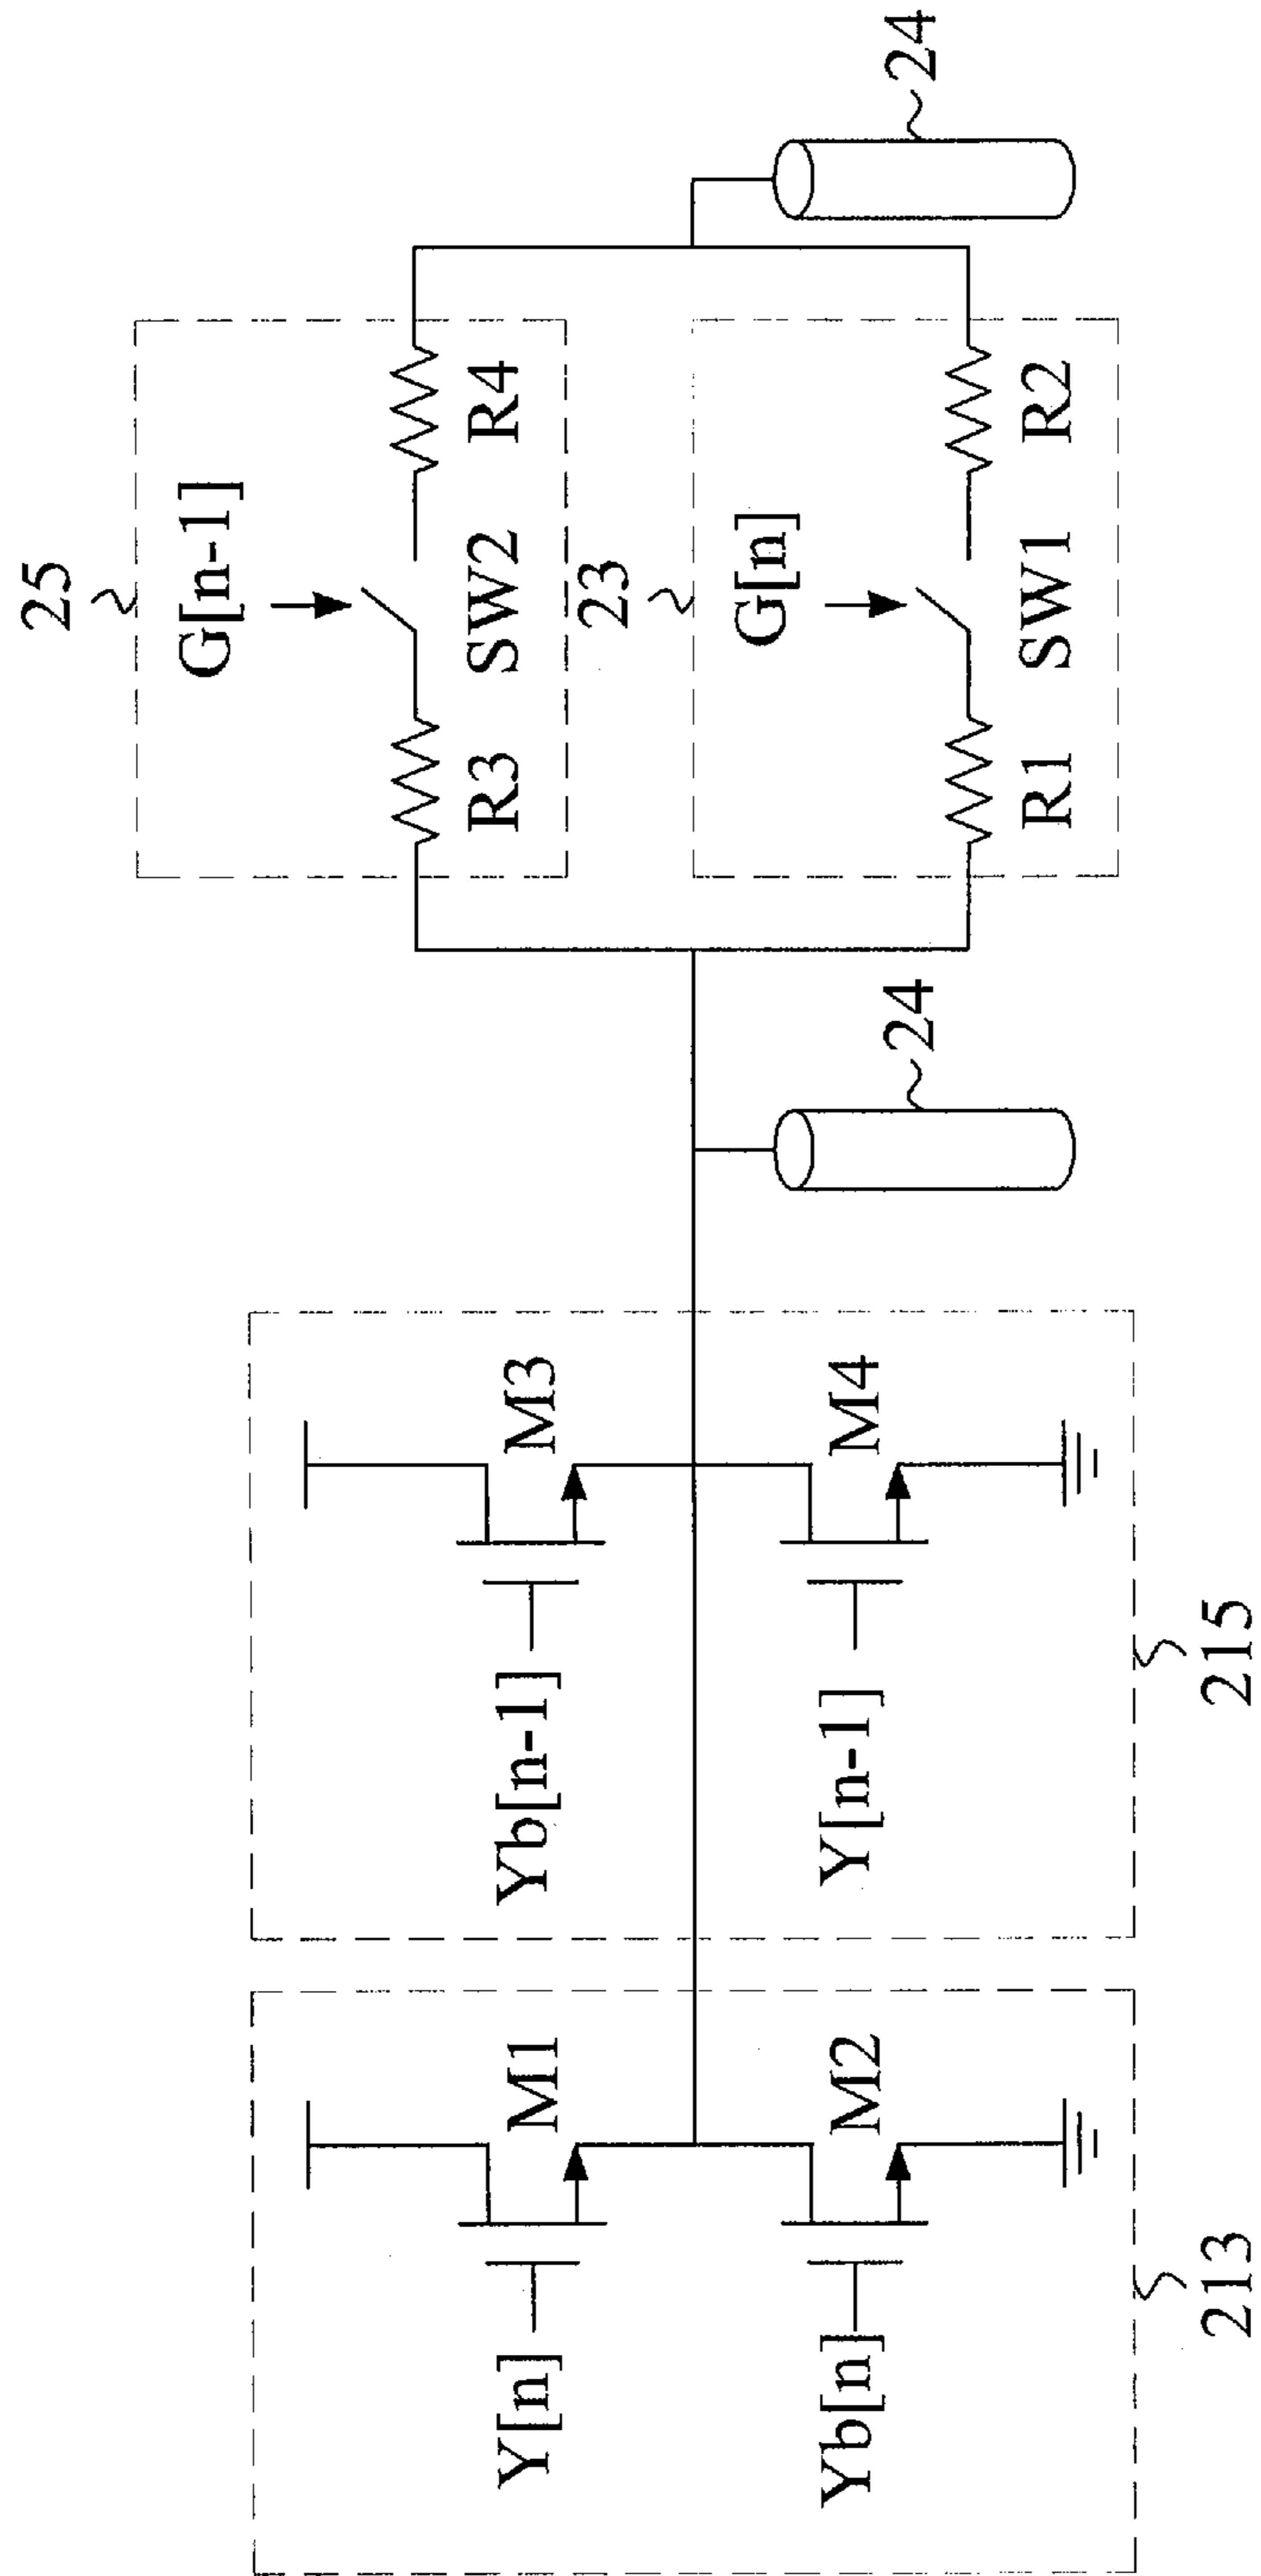 213
Y[n]
M1
Yb[n]
M2
215
Yb[n-1]
M3
Y[n-1]
M4
24
25
G[n-1]
R3
SW2
R4
23
G[n]
R1
SW1
R2
24